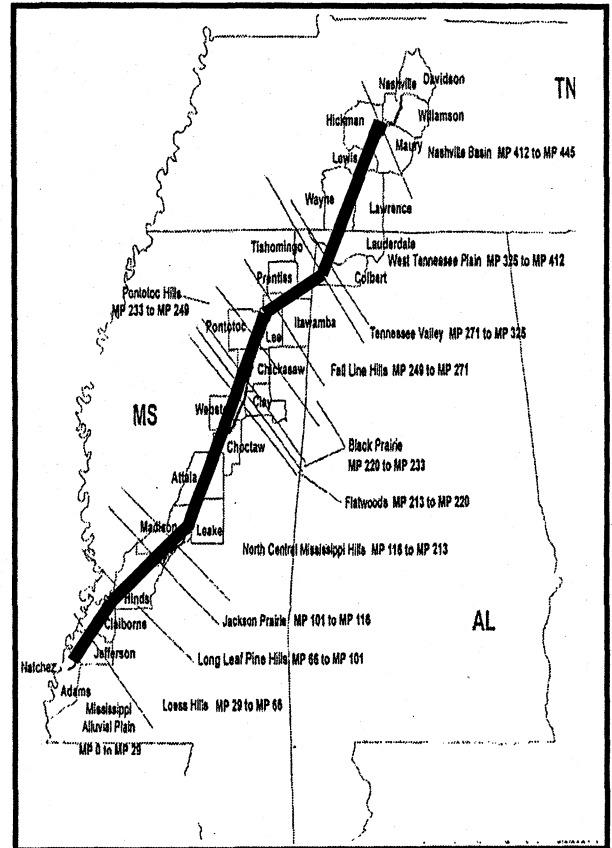 Nashville
Davidson
TN
Hickman
Williamson
Maury
Nashville Basin MP 412 to MP 445
Lewis
Wayne
Lawrence
Tishomingo
Lauderdale
West Tennessee Plain MP 325 to MP 412
Colbert
Prentiss
Pontotoc Hills
MP 233 to MP 249
Pontotoc
Lee
Itawamba
Tennessee Valley MP 271 to MP 325
Chickasaw
Fall Line Hills MP 249 to MP 271
MS
Webster
Clay
Black Prairie
MP 220 to MP 233
Choctaw
Flatwoods MP 213 to MP 220
Attala
Madison
Leake
North Central Mississippi Hills MP 116 to MP 213
Hinds
Jackson Prairie MP 101 to MP 116
AL
Claiborne
Jefferson
Long Leaf Pine Hills MP 66 to MP 101
Natchez
Adams
Loess Hills MP 29 to MP 66
Mississippi
Alluvial Plain
MP 0 to MP 29